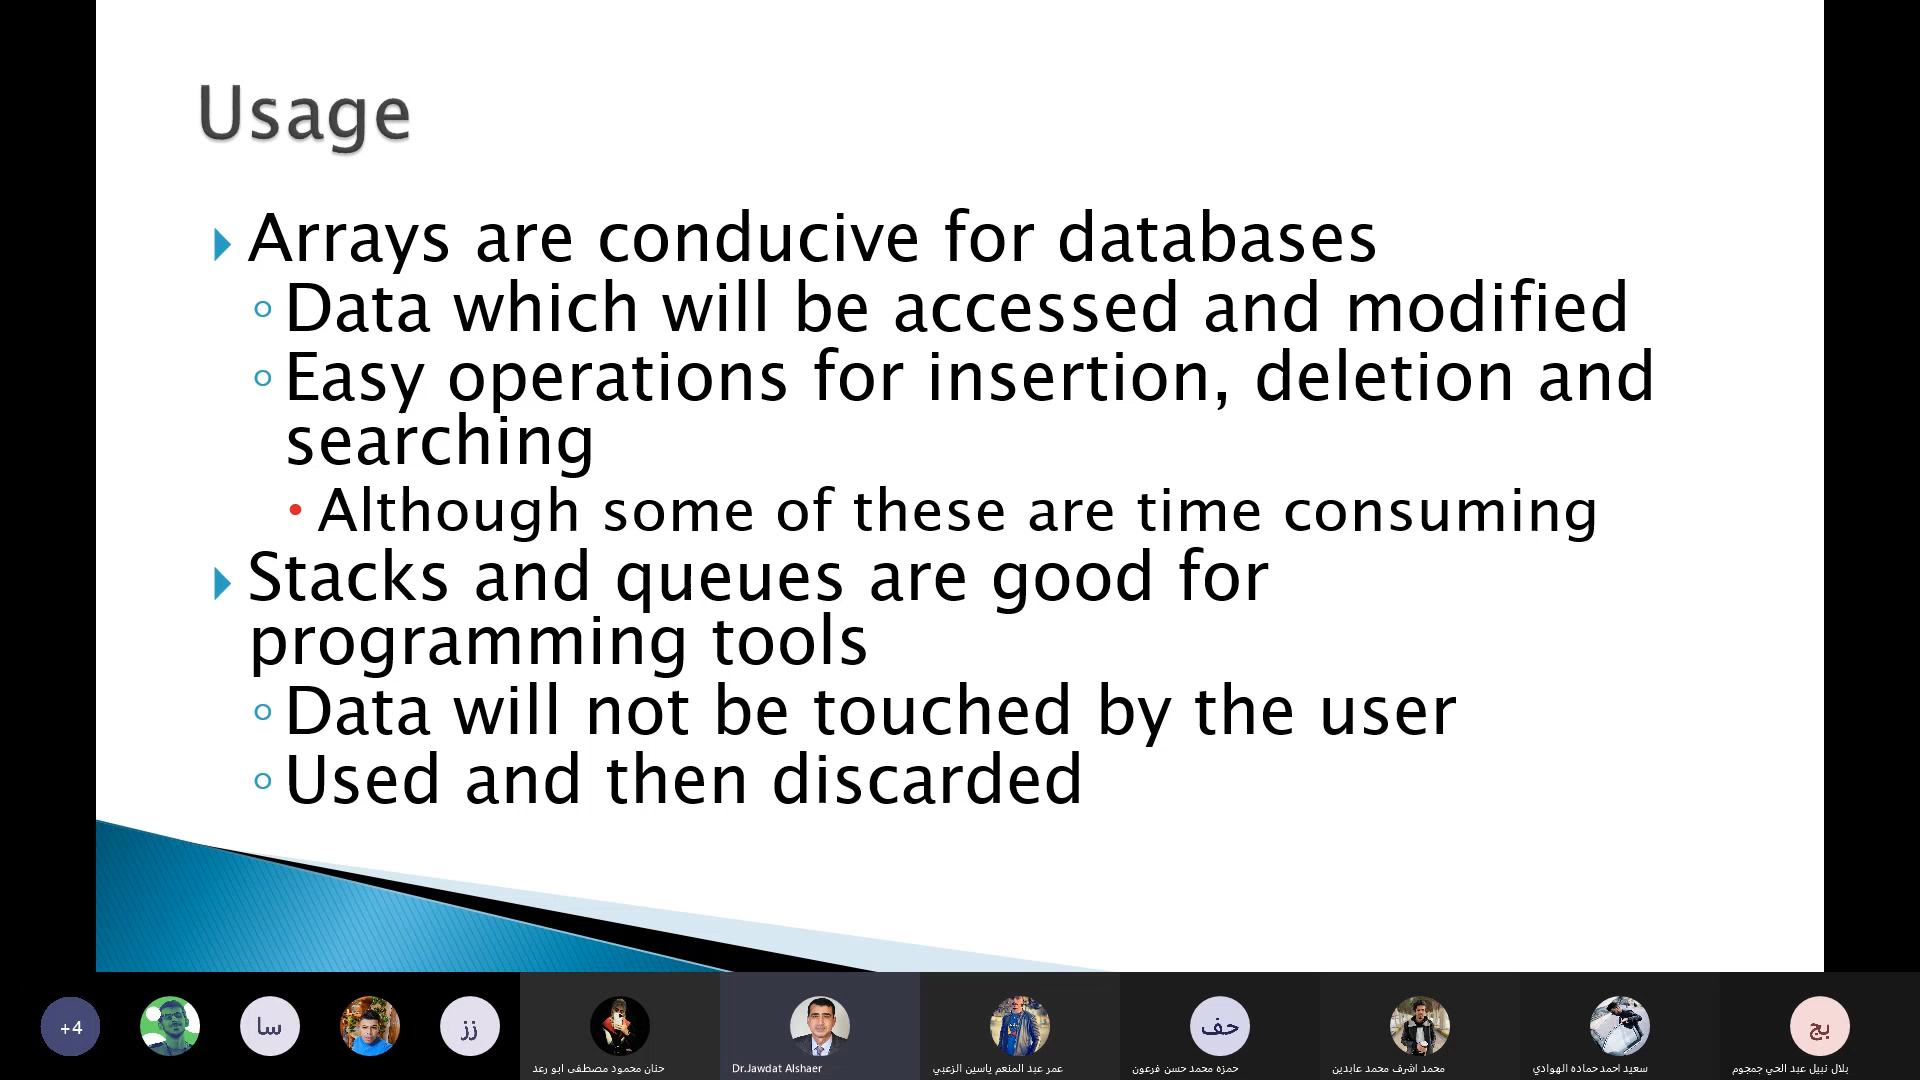 Usage
Arrays are conducive for databases
Data which will be accessed and modified
Easy operations for insertion, deletion and
searching
Although some of these are time consuming
Stacks and queues are good for
programming tools
Data will not be touched by the user
Used and then discarded
+4
سا
زز
حف
بج
حنان محمود مصطفى ابو رعد
Dr.Jawdat Alshaer
عمر عبد المنعم ياسين الزعبي
حمزه محمد حسن فرعون
محمد اشرف محمد عابدين
سعيد احمد حماده الهوادي
بلال نبيل عبد الحي جمجوم